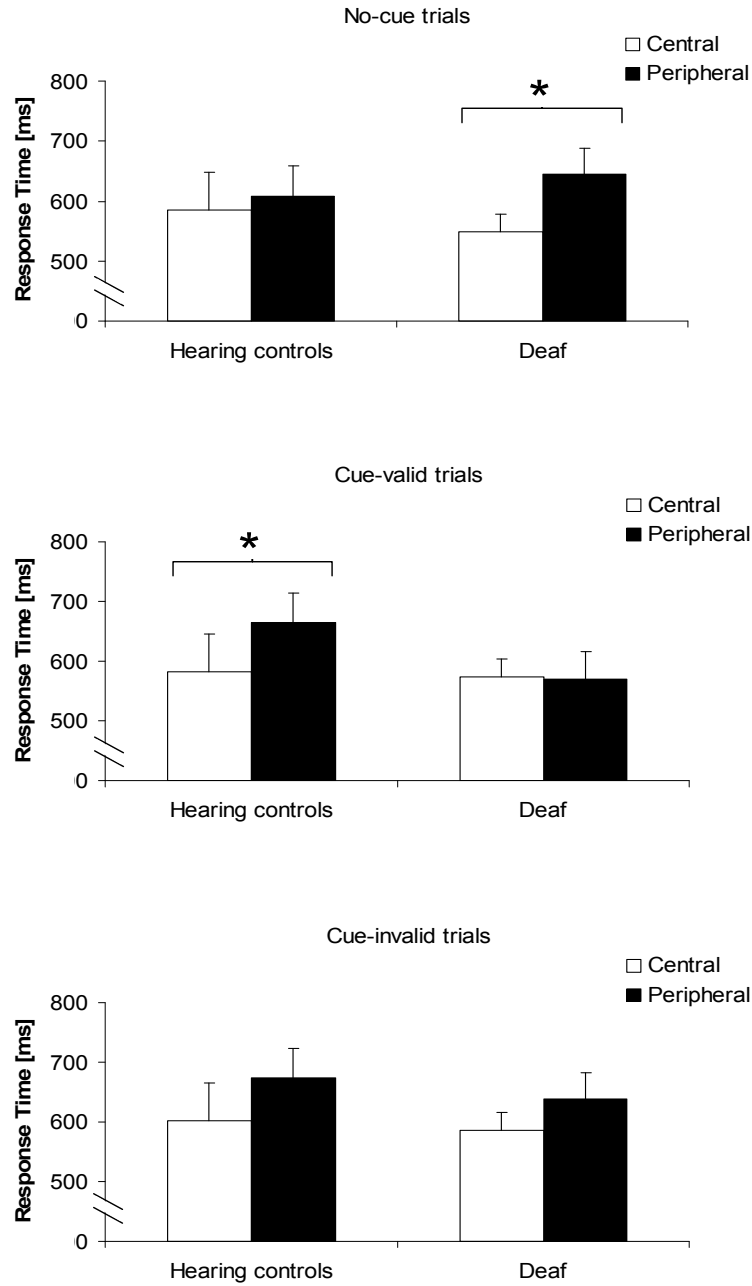 No-cue trials
Central
Peripheral
800
700
600
500
0
Response Time [ms]
*
Hearing controls
Deaf
Cue-valid trials
Central
Peripheral
800
700
600
500
0
Response Time [ms]
*
Hearing controls
Deaf
Cue-invalid trials
Central
Peripheral
800
700
600
500
0
Response Time [ms]
Hearing controls
Deaf